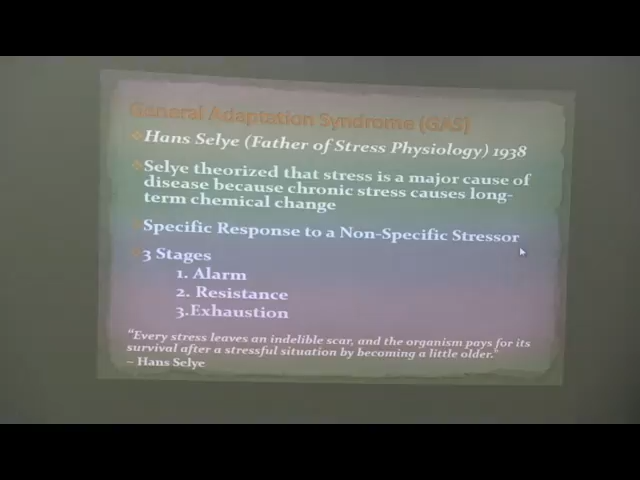 General Adaptation Syndrome (GAS)
Hans Selye (Father of Stress Physiology) 1938
Selye theorized that stress is a major cause of
disease because chronic stress causes long-
term chemical change
Specific Response to a Non-Specific Stressor
3 Stages
1. Alarm
2. Resistance
3.Exhaustion
“Every stress leaves an indelible scar, and the organism pays for its
survival after a stressful situation by becoming a little older.”
– Hans Selye